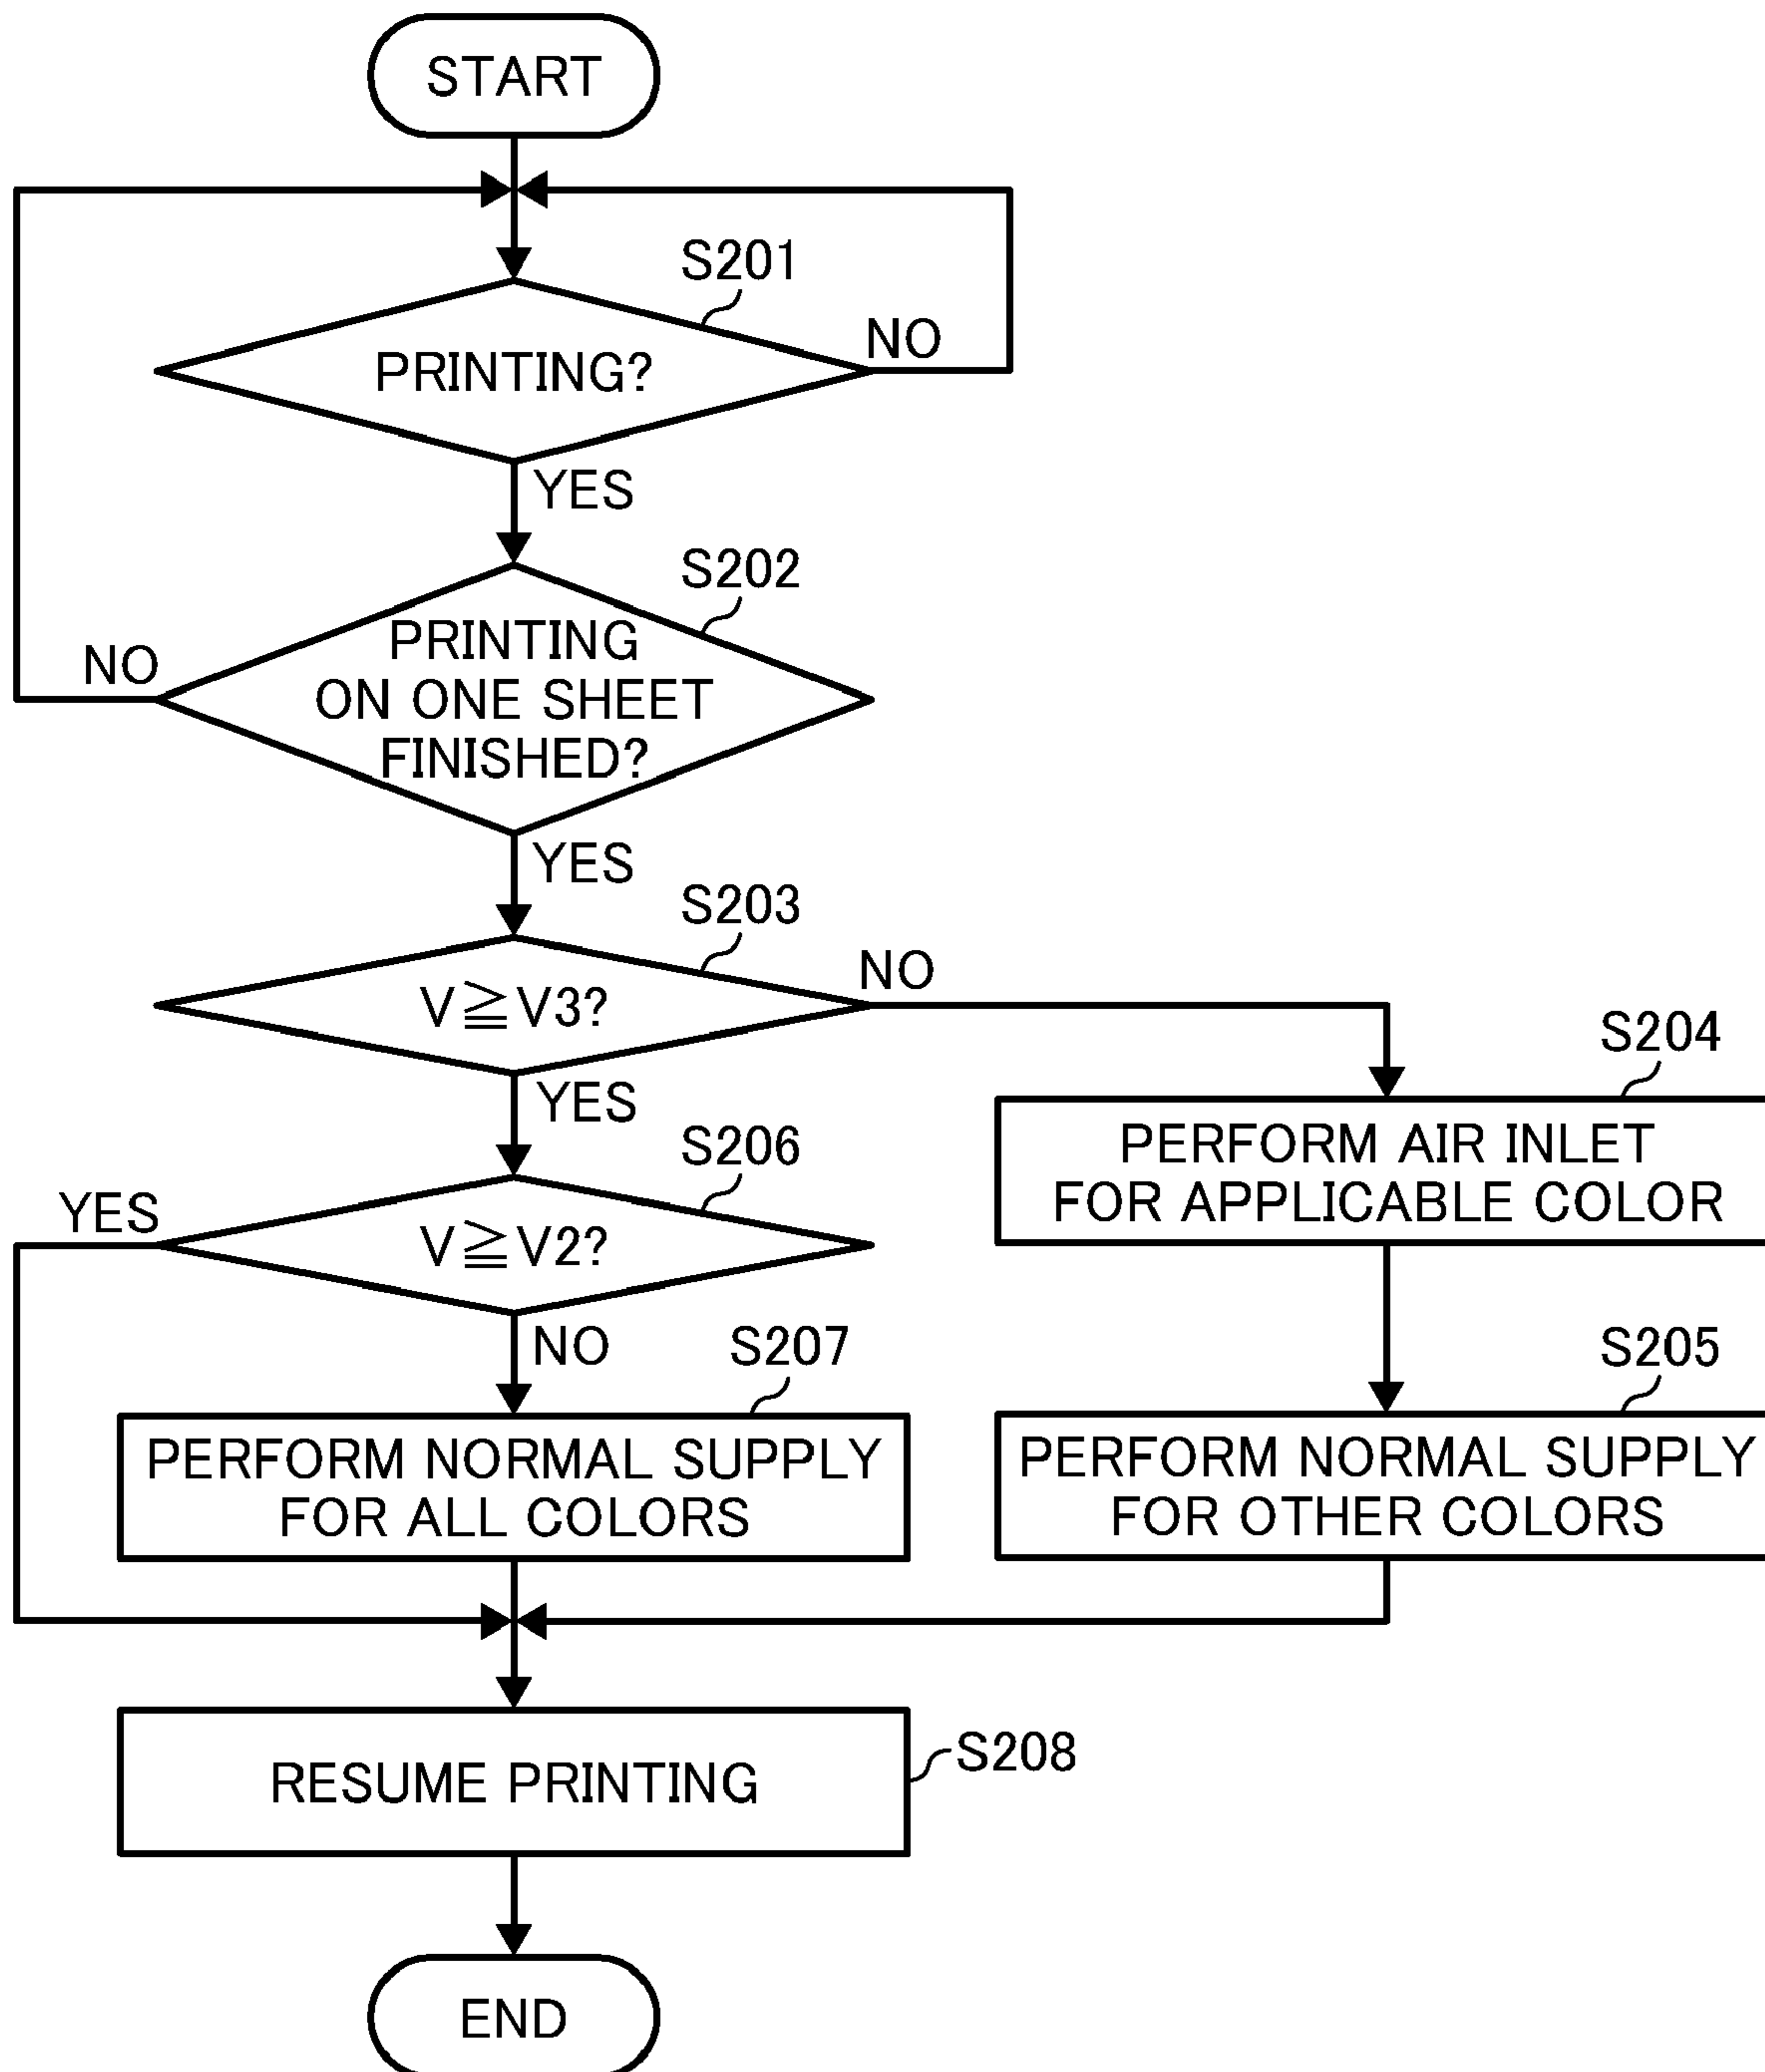 START
S201
PRINTING?
NO
YES
S202
PRINTING
ON ONE SHEET
FINISHED?
NO
YES
S203
V≧V3?
NO
YES
S204
PERFORM AIR INLET
FOR APPLICABLE COLOR
S206
V≧V2?
YES
NO
S207
PERFORM NORMAL SUPPLY
FOR ALL COLORS
S205
PERFORM NORMAL SUPPLY
FOR OTHER COLORS
RESUME PRINTING
S208
END